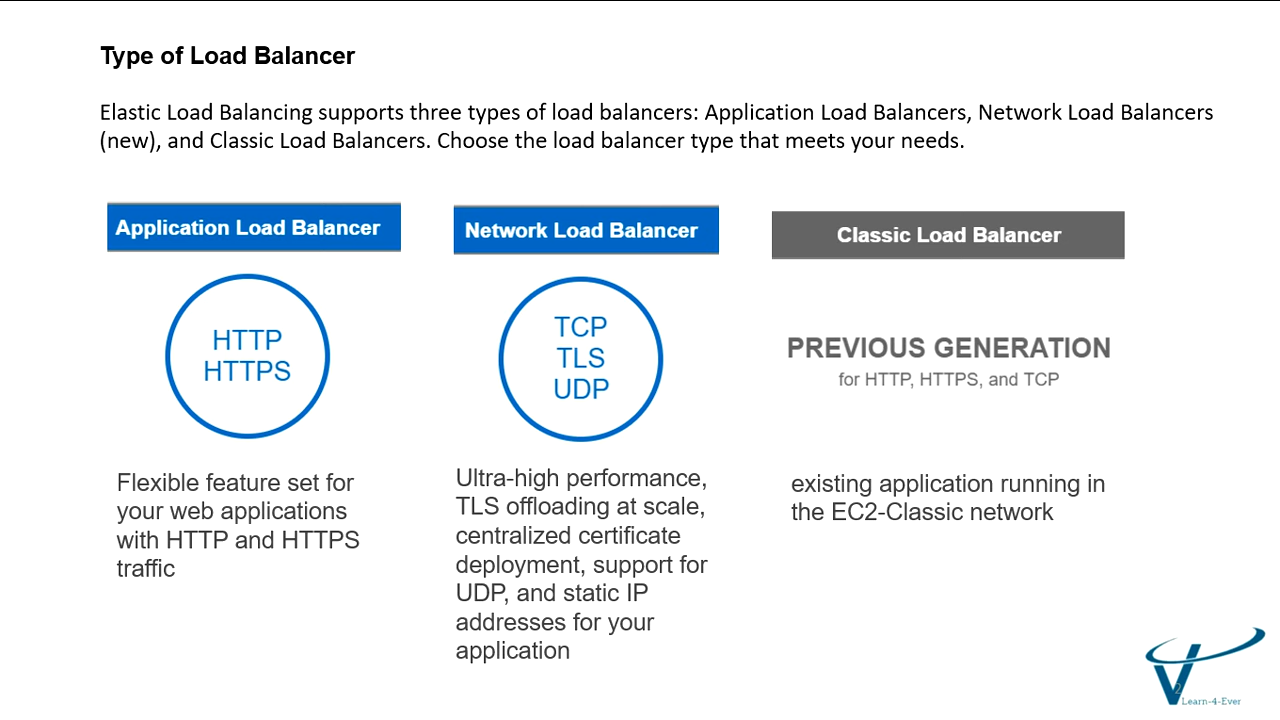 Type of Load Balancer
Elastic Load Balancing supports three types of load balancers: Application Load Balancers, Network Load Balancers
(new), and Classic Load Balancers. Choose the load balancer type that meets your needs.
Application Load Balancer
HTTP
HTTPS
Flexible feature set for
your web applications
with HTTP and HTTPS
traffic
Network Load Balancer
TCP
TLS
UDP
Ultra-high performance,
TLS offloading at scale,
centralized certificate
deployment, support for
UDP, and static IP
addresses for your
application
Classic Load Balancer
PREVIOUS GENERATION
for HTTP, HTTPS, and TCP
existing application running in
the EC2-Classic network
V2
Learn-4-Ever